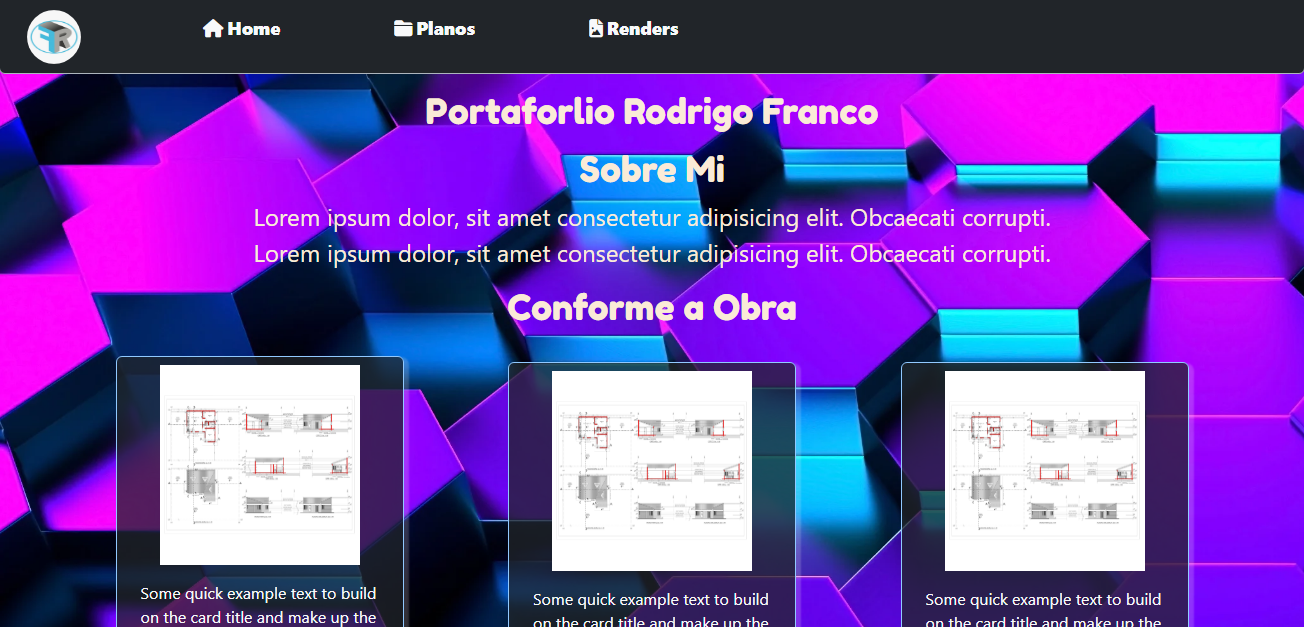 Home
Planos
Renders
Portaforlio Rodrigo Franco
Sobre Mi
Lorem ipsum dolor, sit amet consectetur adipisicing elit. Obcaecati corrupti.
Lorem ipsum dolor, sit amet consectetur adipisicing elit. Obcaecati corrupti.
Conforme a Obra
Some quick example text to build
on the card title and make up the
Some quick example text to build
on the card title and make up the
Some quick example text to build
on the card title and make up the